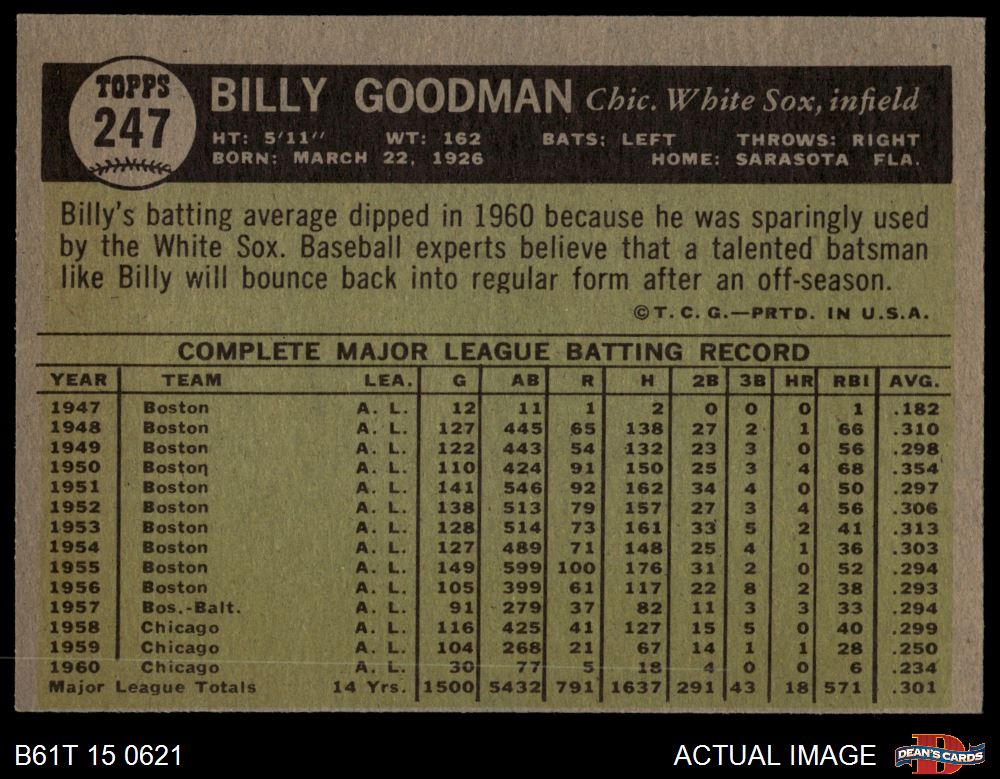 TOPPS
247
BILLY GOODMAN Chic. White Sox, infield
HT: 5'11" WT: 162 BATS: LEFT THROWS: RIGHT
BORN: MARCH 22, 1926 HOME: SARASOTA FLA.
Billy's batting average dipped in 1960 because he was sparingly used
by the White Sox. Baseball experts believe that a talented batsman
like Billy will bounce back into regular form after an off-season.
©T. C. G.—PRTD. IN U.S.A.
COMPLETE MAJOR LEAGUE BATTING RECORD
YEAR TEAM LEA. G AB R H 2B 3B HR RBI AVG.
1947 Boston A. L. 12 11 1 2 0 0 0 1 .182
1948 Boston A. L. 127 445 65 138 27 2 1 66 .310
1949 Boston A. L. 122 443 54 132 23 3 0 56 .298
1950 Boston A. L. 110 424 91 150 25 3 4 68 .354
1951 Boston A. L. 141 546 92 162 34 4 0 50 .297
1952 Boston A. L. 138 513 79 157 27 3 4 56 .306
1953 Boston A. L. 128 514 73 161 33 5 2 41 .313
1954 Boston A. L. 127 489 71 148 25 4 1 36 .303
1955 Boston A. L. 149 599 100 176 31 2 0 52 .294
1956 Boston A. L. 105 399 61 117 22 8 2 38 .293
1957 Bos.-Balt. A. L. 91 279 37 82 11 3 3 33 .294
1958 Chicago A. L. 116 425 41 127 15 5 0 40 .299
1959 Chicago A. L. 104 268 21 67 14 1 1 28 .250
1960 Chicago A. L. 30 77 5 18 4 0 0 6 .234
Major League Totals 14 Yrs. 1500 5432 791 1637 291 43 18 571 .301
B61T 15 0621 ACTUAL IMAGE DEAN'S CARDS